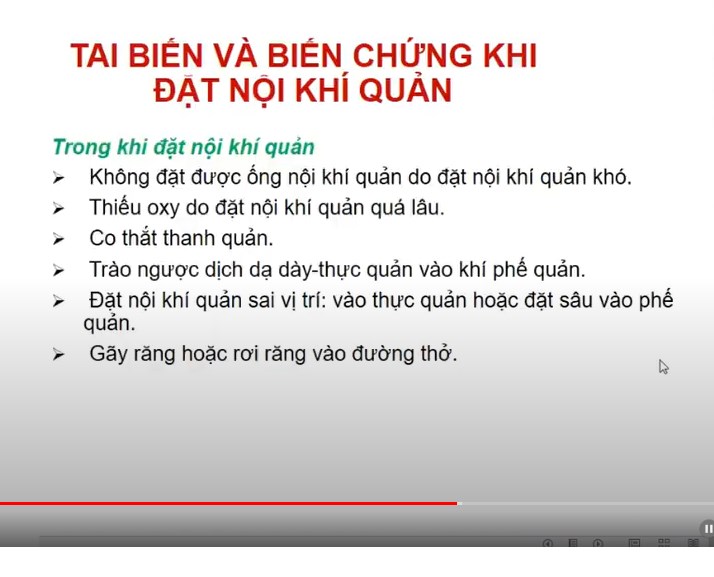 TAI BIẾN VÀ BIẾN CHỨNG KHI
ĐẶT NỘI KHÍ QUẢN
Trong khi đặt nội khí quản
➢ Không đặt được ống nội khí quản do đặt nội khí quản khó.
➢ Thiếu oxy do đặt nội khí quản quá lâu.
➢ Co thắt thanh quản.
➢ Trào ngược dịch dạ dày-thực quản vào khí phế quản.
➢ Đặt nội khí quản sai vị trí: vào thực quản hoặc đặt sâu vào phế
quản.
➢ Gãy răng hoặc rơi răng vào đường thở.